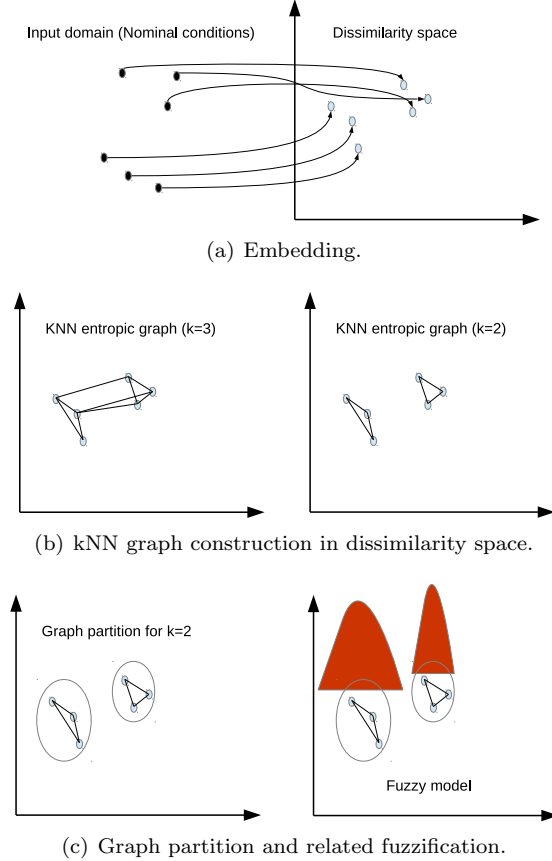 Input domain (Nominal conditions)
Dissimilarity space
(a) Embedding.
KNN entropic graph (k=3)
KNN entropic graph (k=2)
(b) kNN graph construction in dissimilarity space.
Graph partition for k=2
Fuzzy model
(c) Graph partition and related fuzzification.